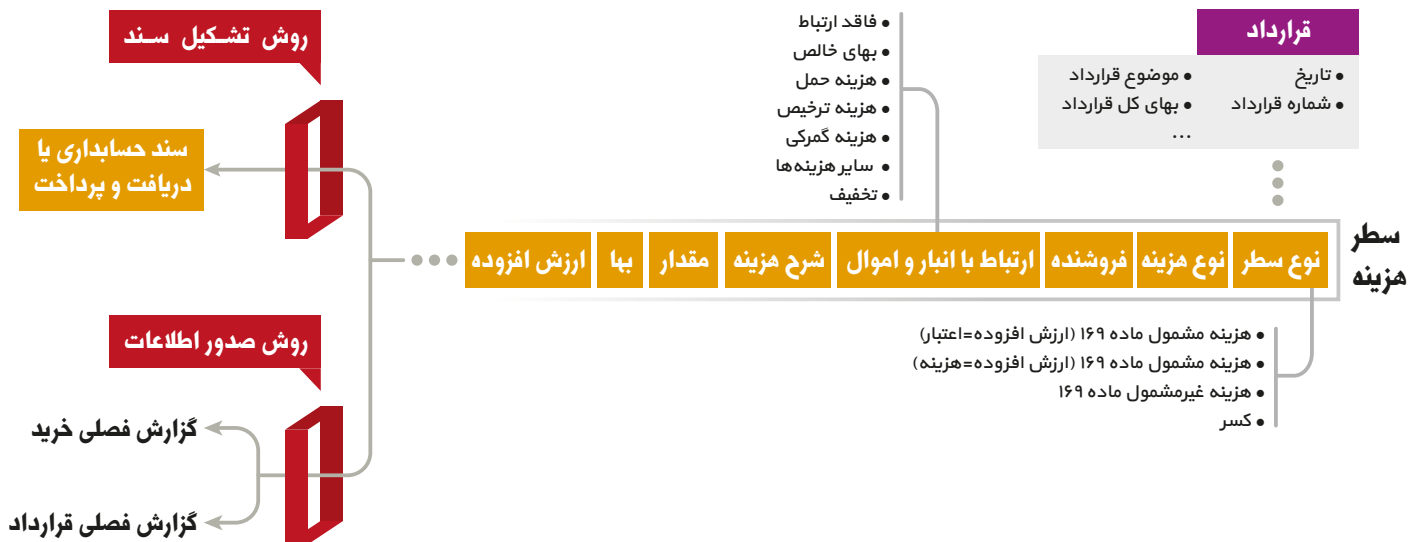 قرارداد
• تاریخ
• شماره قرارداد
• موضوع قرارداد
• بهای کل قرارداد
...
• فاقد ارتباط
• بهای خالص
• هزینه حمل
• هزینه ترخیص
• هزینه گمرکی
• سایر هزینه‌ها
• تخفیف
سطر
هزینه
نوع سطر
نوع هزینه
فروشنده
ارتباط با انبار و اموال
شرح هزینه
مقدار
بها
ارزش افزوده
• هزینه مشمول ماده ۱۶۹ (ارزش افزوده=اعتبار)
• هزینه مشمول ماده ۱۶۹ (ارزش افزوده=هزینه)
• هزینه غیرمشمول ماده ۱۶۹
• کسر
روش تشکیل سند
سند حسابداری یا
دریافت و پرداخت
روش صدور اطلاعات
گزارش فصلی خرید
گزارش فصلی قرارداد